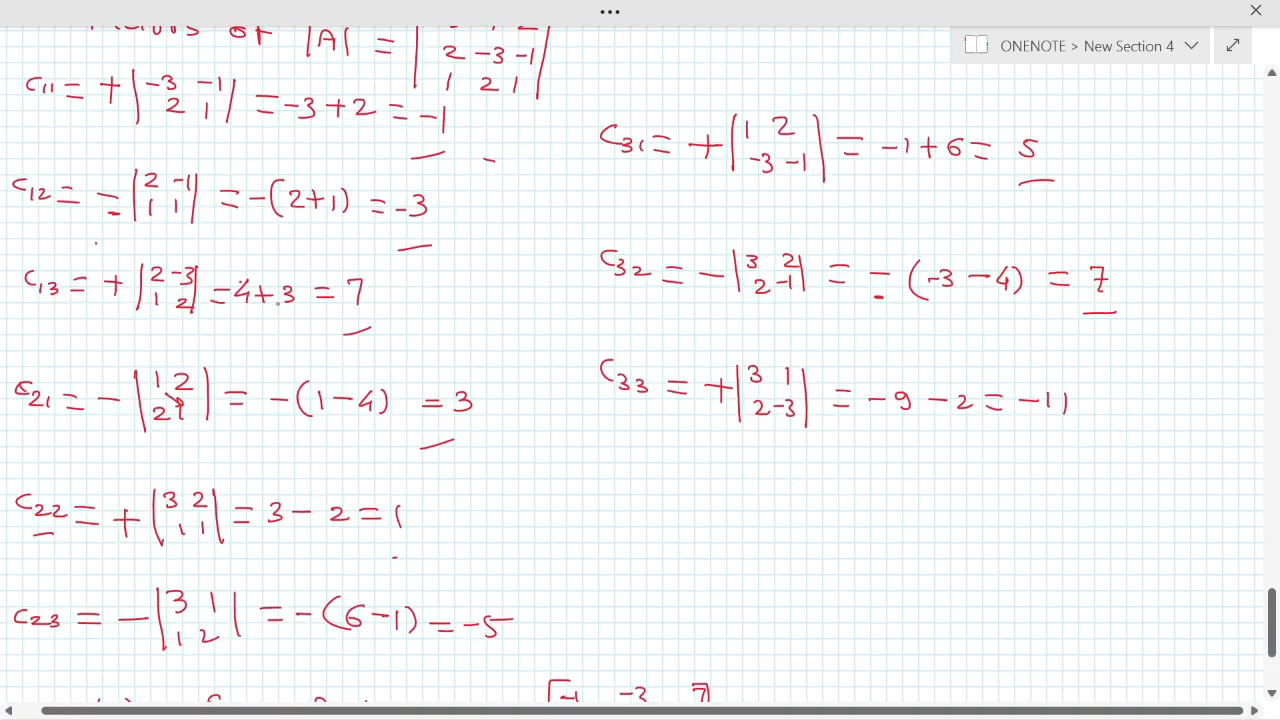 ONENOTE > New Section 4
of |A| =
2 -3 -1
1 2 1
C11 = + |-3 -1| = -3 + 2 = -1
2 1
C12 = - |2 -1| = -(2+1) = -3
1 1
C13 = + |2 -3| = 4 + 3 = 7
1 2
C21 = - |1 2| = -(1-4) = 3
2 1
C22 = + |3 2| = 3 - 2 = 1
1 1
C23 = - |3 1| = -(6-1) = -5
1 2
C31 = + |1 2| = -1 + 6 = 5
-3 -1
C32 = - |3 2| = -(-3-4) = 7
2 -1
C33 = + |3 1| = -9 - 2 = -11
2 -3